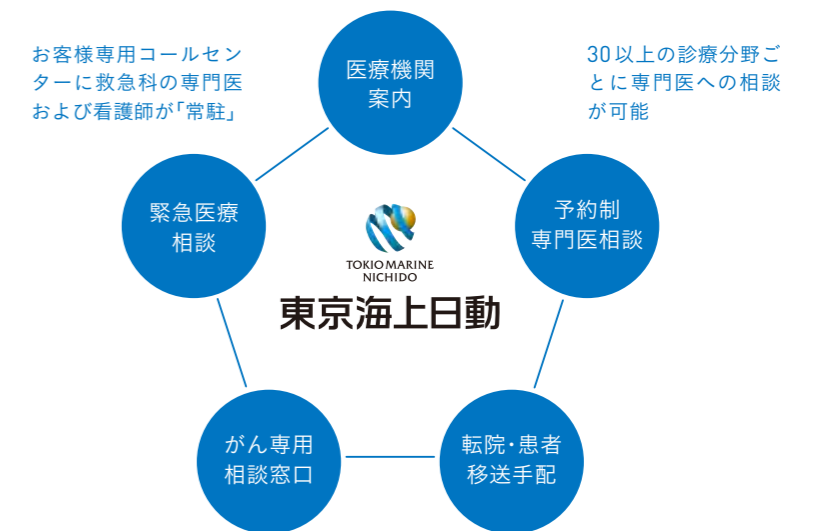 お客様専用コールセン
ターに救急科の専門医
および看護師が「常駐」
医療機関
案内
30以上の診療分野ご
とに専門医への相談
が可能
緊急医療
相談
予約制
専門医相談
TOKIO MARINE
NICHIDO
東京海上日動
がん専用
相談窓口
転院・患者
移送手配